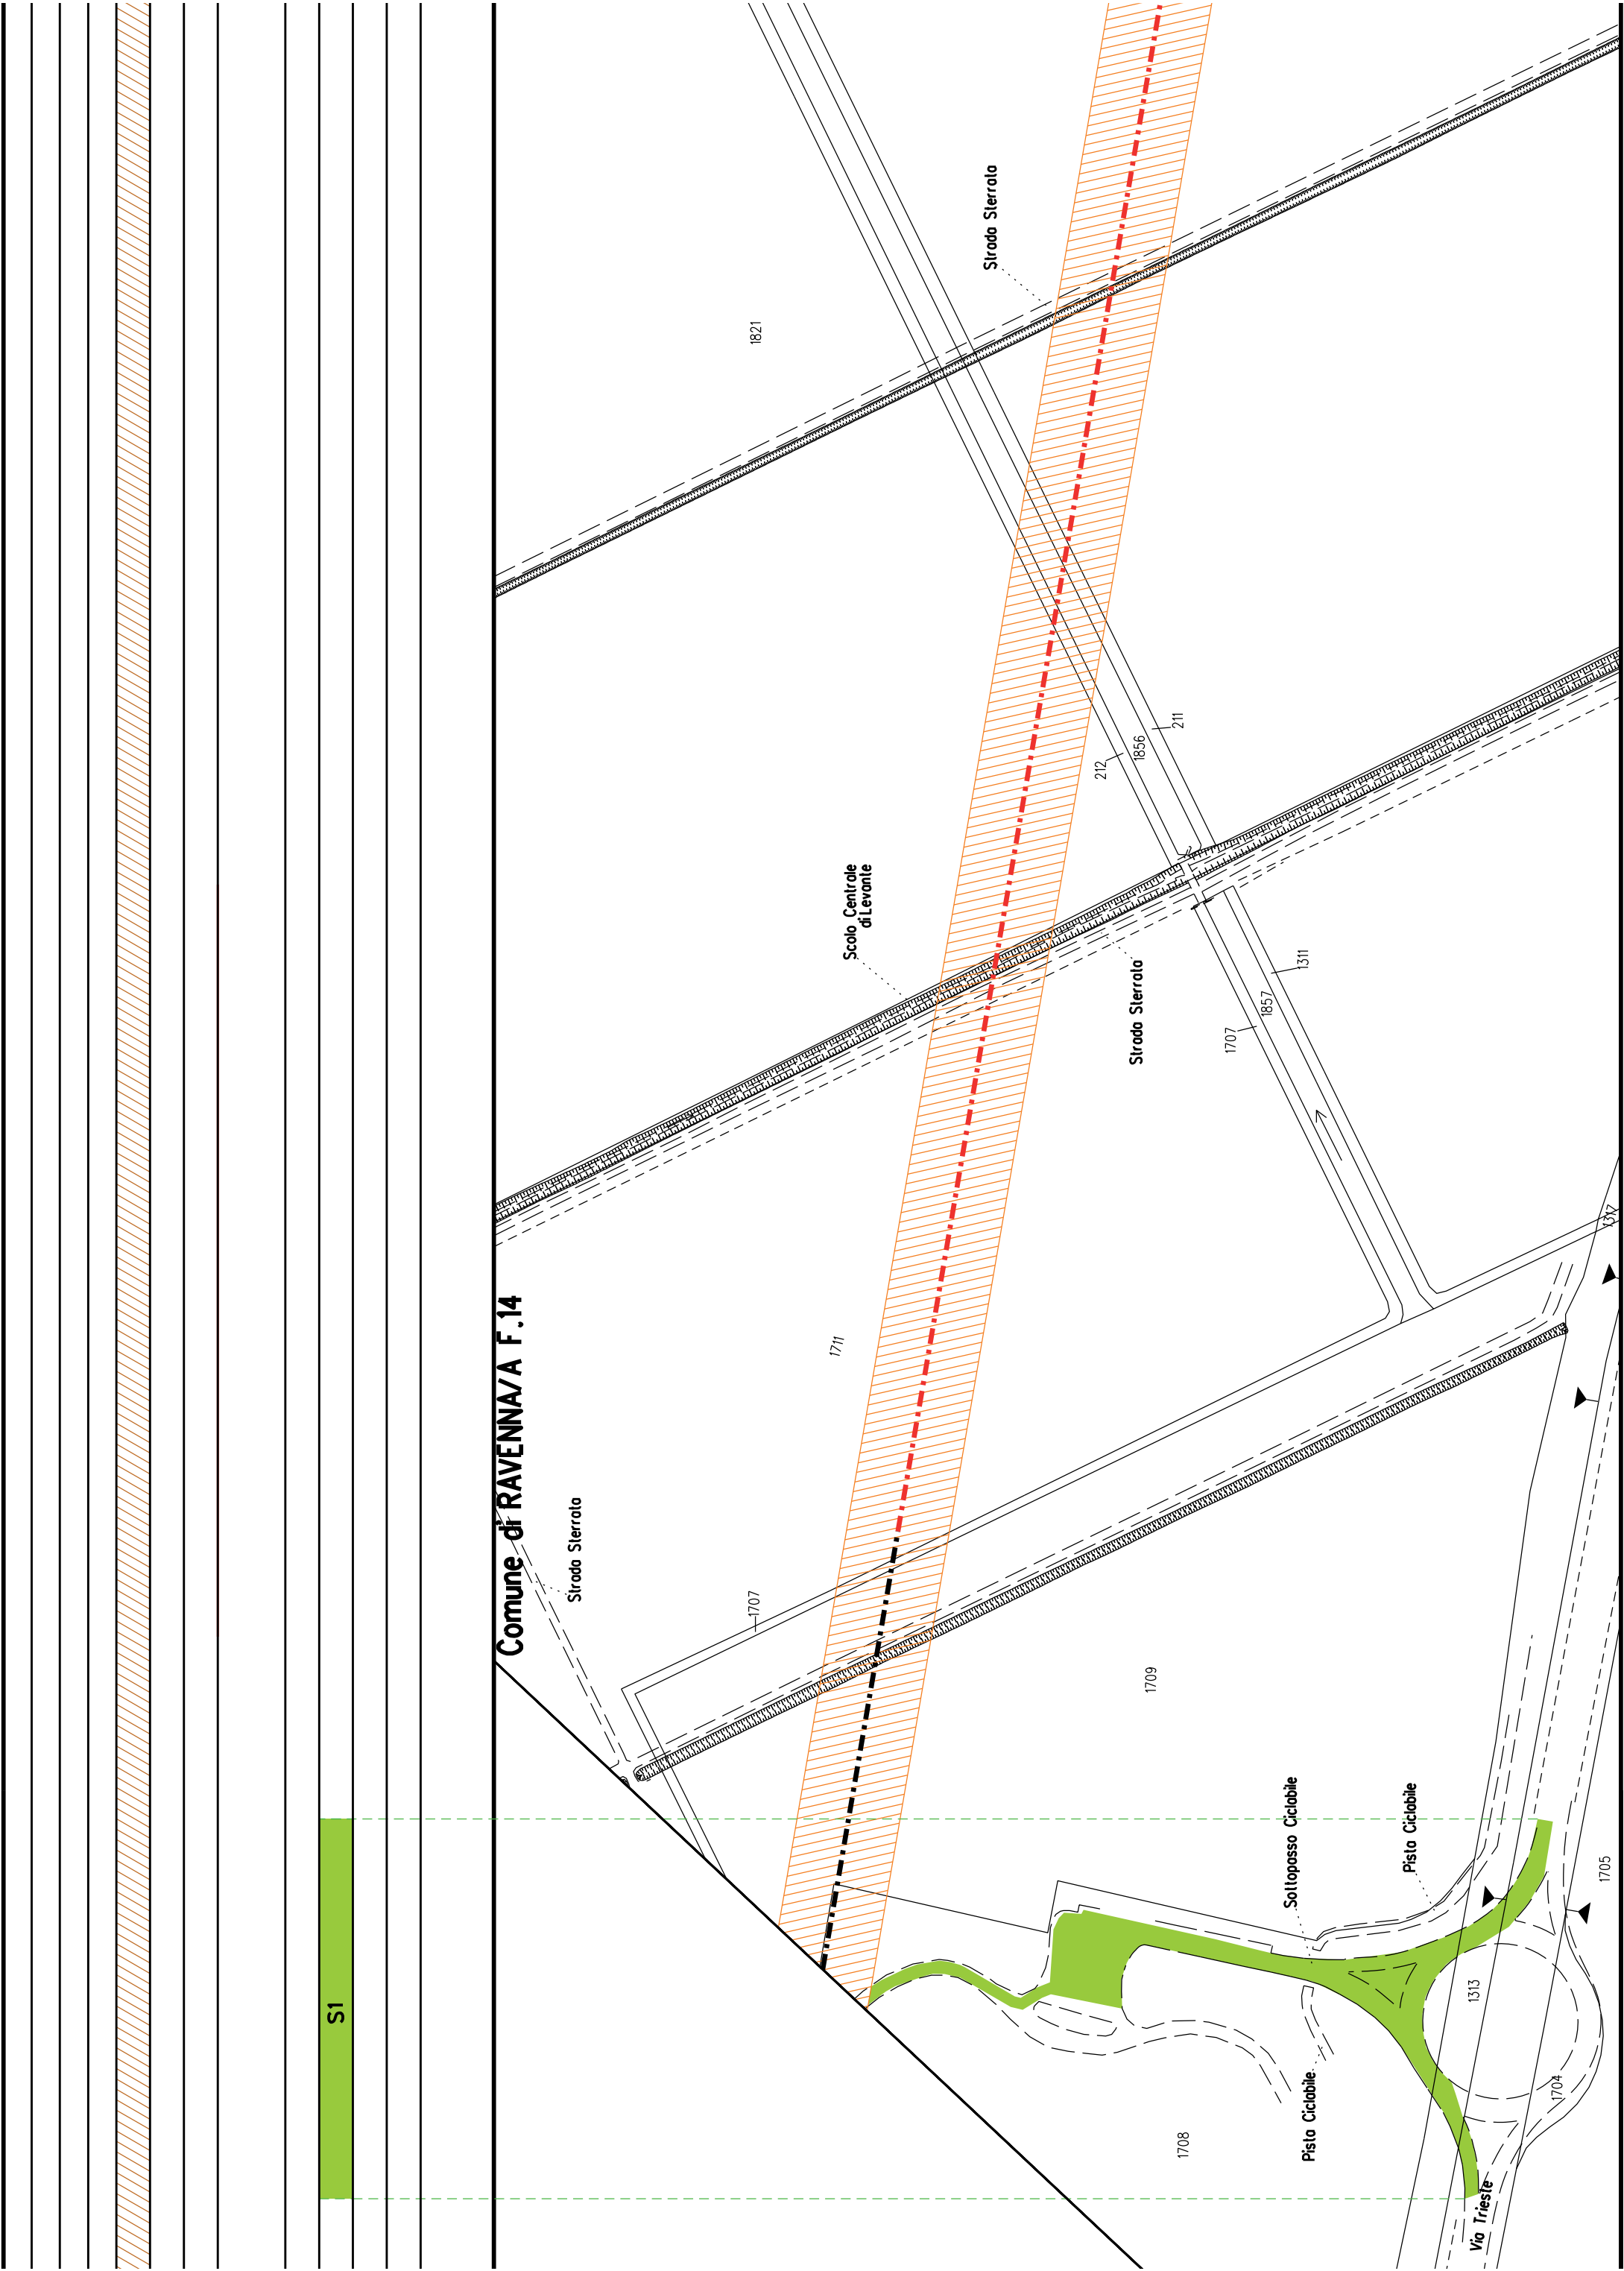 S1
Comune di RAVENNA/A F.14
Strada Sterrata
1707
1711
1821
Scolo Centrale
di Levante
Strada Sterrata
212
1856
211
Strada Sterrata
1707
1857
1311
1317
1709
Sottopasso Ciclabile
Pista Ciclabile
1705
1313
1704
Pista Ciclabile
1708
Via Trieste